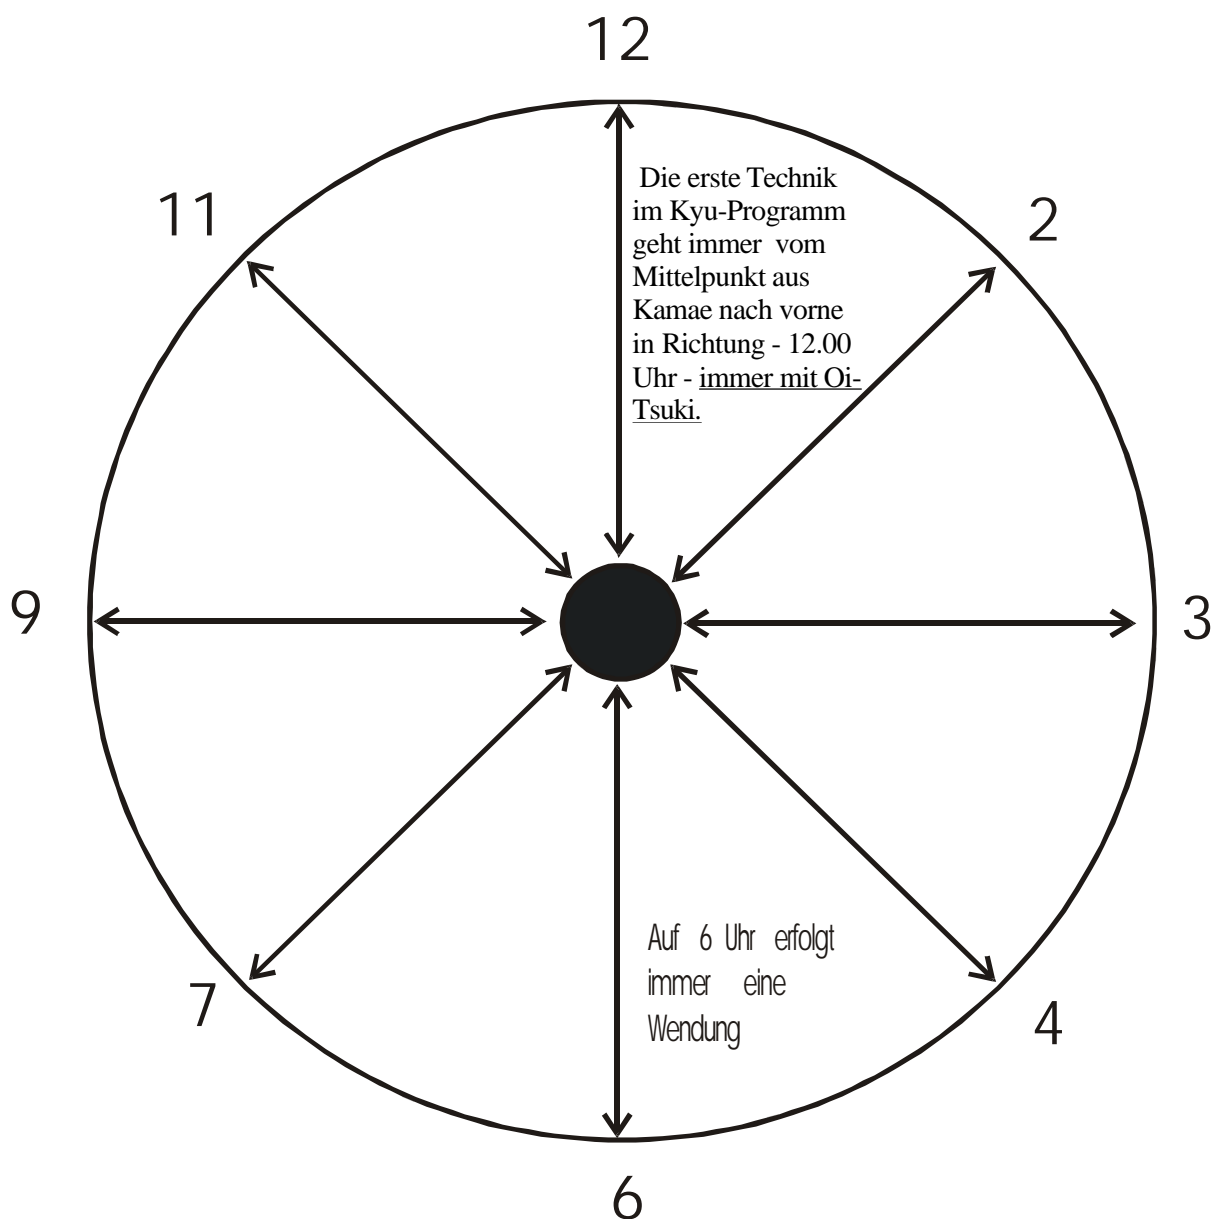 12
Die erste Technik
im Kyu-Programm
geht immer vom
Mittelpunkt aus
Kamae nach vorne
in Richtung - 12.00
Uhr - immer mit Oi-
Tsuki.
11
2
9
3
Auf 6 Uhr erfolgt
immer eine
Wendung
7
4
6